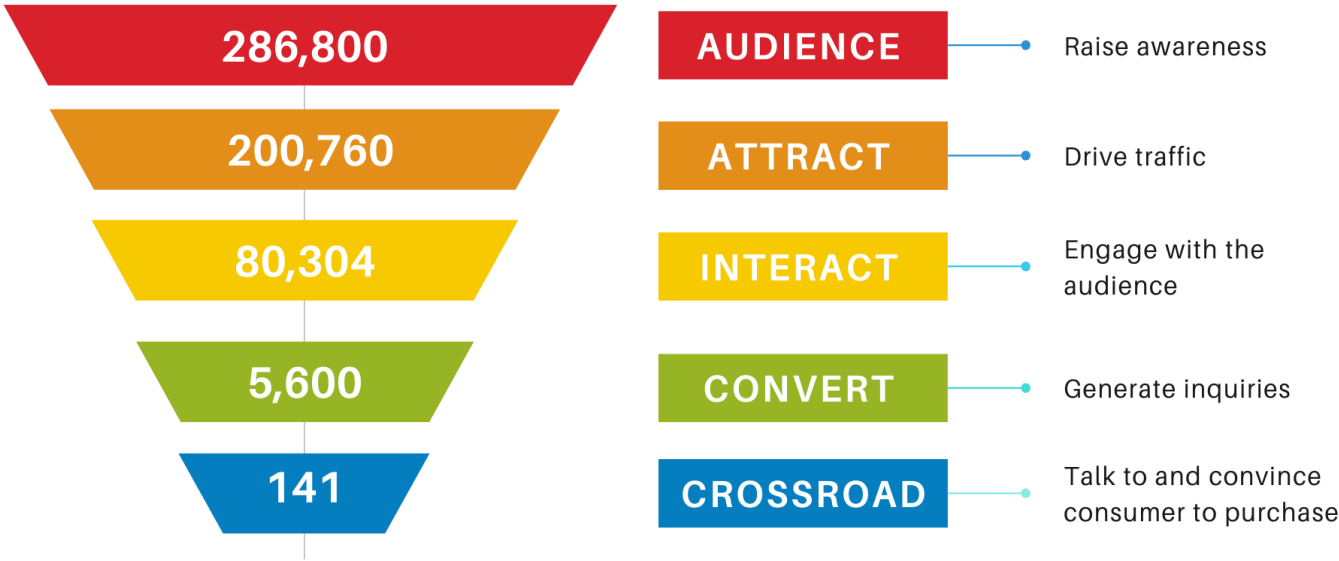 286,800
AUDIENCE
Raise awareness
200,760
ATTRACT
Drive traffic
80,304
INTERACT
Engage with the
audience
5,600
CONVERT
Generate inquiries
141
CROSSROAD
Talk to and convince
consumer to purchase